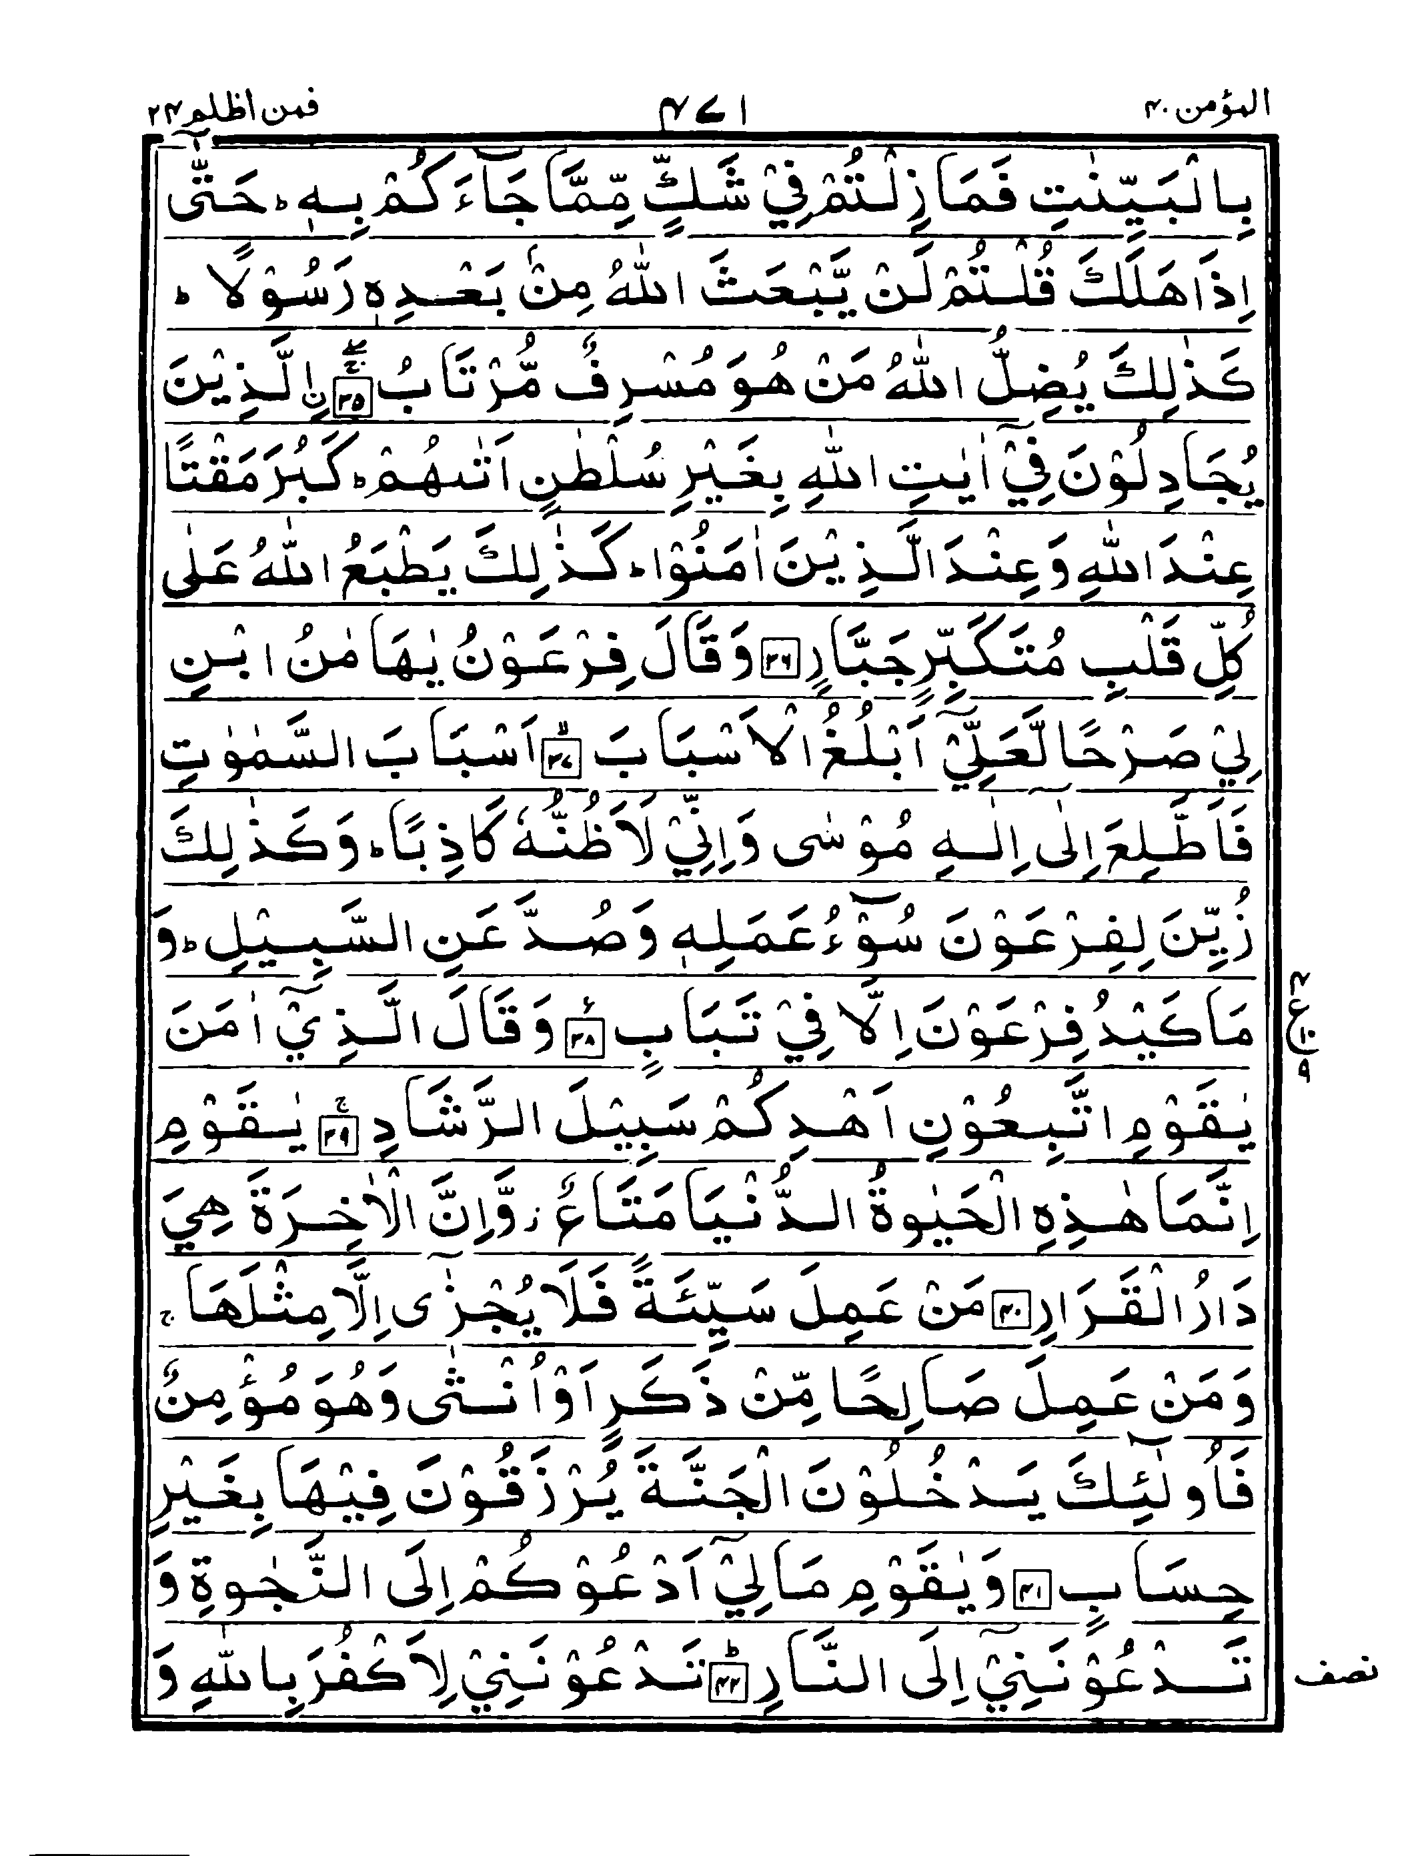 المؤمن ۴۰ ۴۷۱ فمن اظلم ۲۴
بِالْبَيِّنٰتِ فَمَا زِلْتُمْ فِيْ شَكٍّ مِّمَّا جَآءَكُمْ بِهٖ ؕ حَتّٰٓى
اِذَا هَلَكَ قُلْتُمْ لَنْ يَّبْعَثَ اللّٰهُ مِنْۢ بَعْدِهٖ رَسُوْلًا ؕ
كَذٰلِكَ يُضِلُّ اللّٰهُ مَنْ هُوَ مُسْرِفٌ مُّرْتَابُ ۚۖ ۳۵ نِ الَّذِيْنَ
يُجَادِلُوْنَ فِيْٓ اٰيٰتِ اللّٰهِ بِغَيْرِ سُلْطٰنٍ اَتٰىهُمْ ؕ كَبُرَ مَقْتًا
عِنْدَ اللّٰهِ وَعِنْدَ الَّذِيْنَ اٰمَنُوْا ؕ كَذٰلِكَ يَطْبَعُ اللّٰهُ عَلٰى
كُلِّ قَلْبِ مُتَكَبِّرٍ جَبَّارٍ ۳۶ وَقَالَ فِرْعَوْنُ يٰهَامٰنُ ابْنِ
لِيْ صَرْحًا لَّعَلِّيْٓ اَبْلُغُ الْاَسْبَابَ ۙ ۳۷ اَسْبَابَ السَّمٰوٰتِ
فَاَطَّلِعَ اِلٰٓى اِلٰهِ مُوْسٰى وَاِنِّيْ لَاَظُنُّهٗ كَاذِبًا ؕ وَكَذٰلِكَ
زُيِّنَ لِفِرْعَوْنَ سُوْٓءُ عَمَلِهٖ وَصُدَّ عَنِ السَّبِيْلِ ؕ وَ
مَا كَيْدُ فِرْعَوْنَ اِلَّا فِيْ تَبَابٍ ۳۸ وَقَالَ الَّذِيْٓ اٰمَنَ
يٰقَوْمِ اتَّبِعُوْنِ اَهْدِكُمْ سَبِيْلَ الرَّشَادِ ۚ ۳۹ يٰقَوْمِ
اِنَّمَا هٰذِهِ الْحَيٰوةُ الدُّنْيَا مَتَاعٌ ز وَّاِنَّ الْاٰخِرَةَ هِيَ
دَارُ الْقَرَارِ ۴۰ مَنْ عَمِلَ سَيِّئَةً فَلَا يُجْزٰٓى اِلَّا مِثْلَهَا ۚ
وَمَنْ عَمِلَ صَالِحًا مِّنْ ذَكَرٍ اَوْ اُنْثٰى وَهُوَ مُؤْمِنٌ
فَاُولٰٓئِكَ يَدْخُلُوْنَ الْجَنَّةَ يُرْزَقُوْنَ فِيْهَا بِغَيْرِ
حِسَابٍ ۴۱ وَيٰقَوْمِ مَا لِيْٓ اَدْعُوْكُمْ اِلَى النَّجٰوةِ وَ
تَدْعُوْنَنِيْٓ اِلَى النَّارِ ؕ ۴۲ تَدْعُوْنَنِيْ لِاَكْفُرَ بِاللّٰهِ وَ
نصف